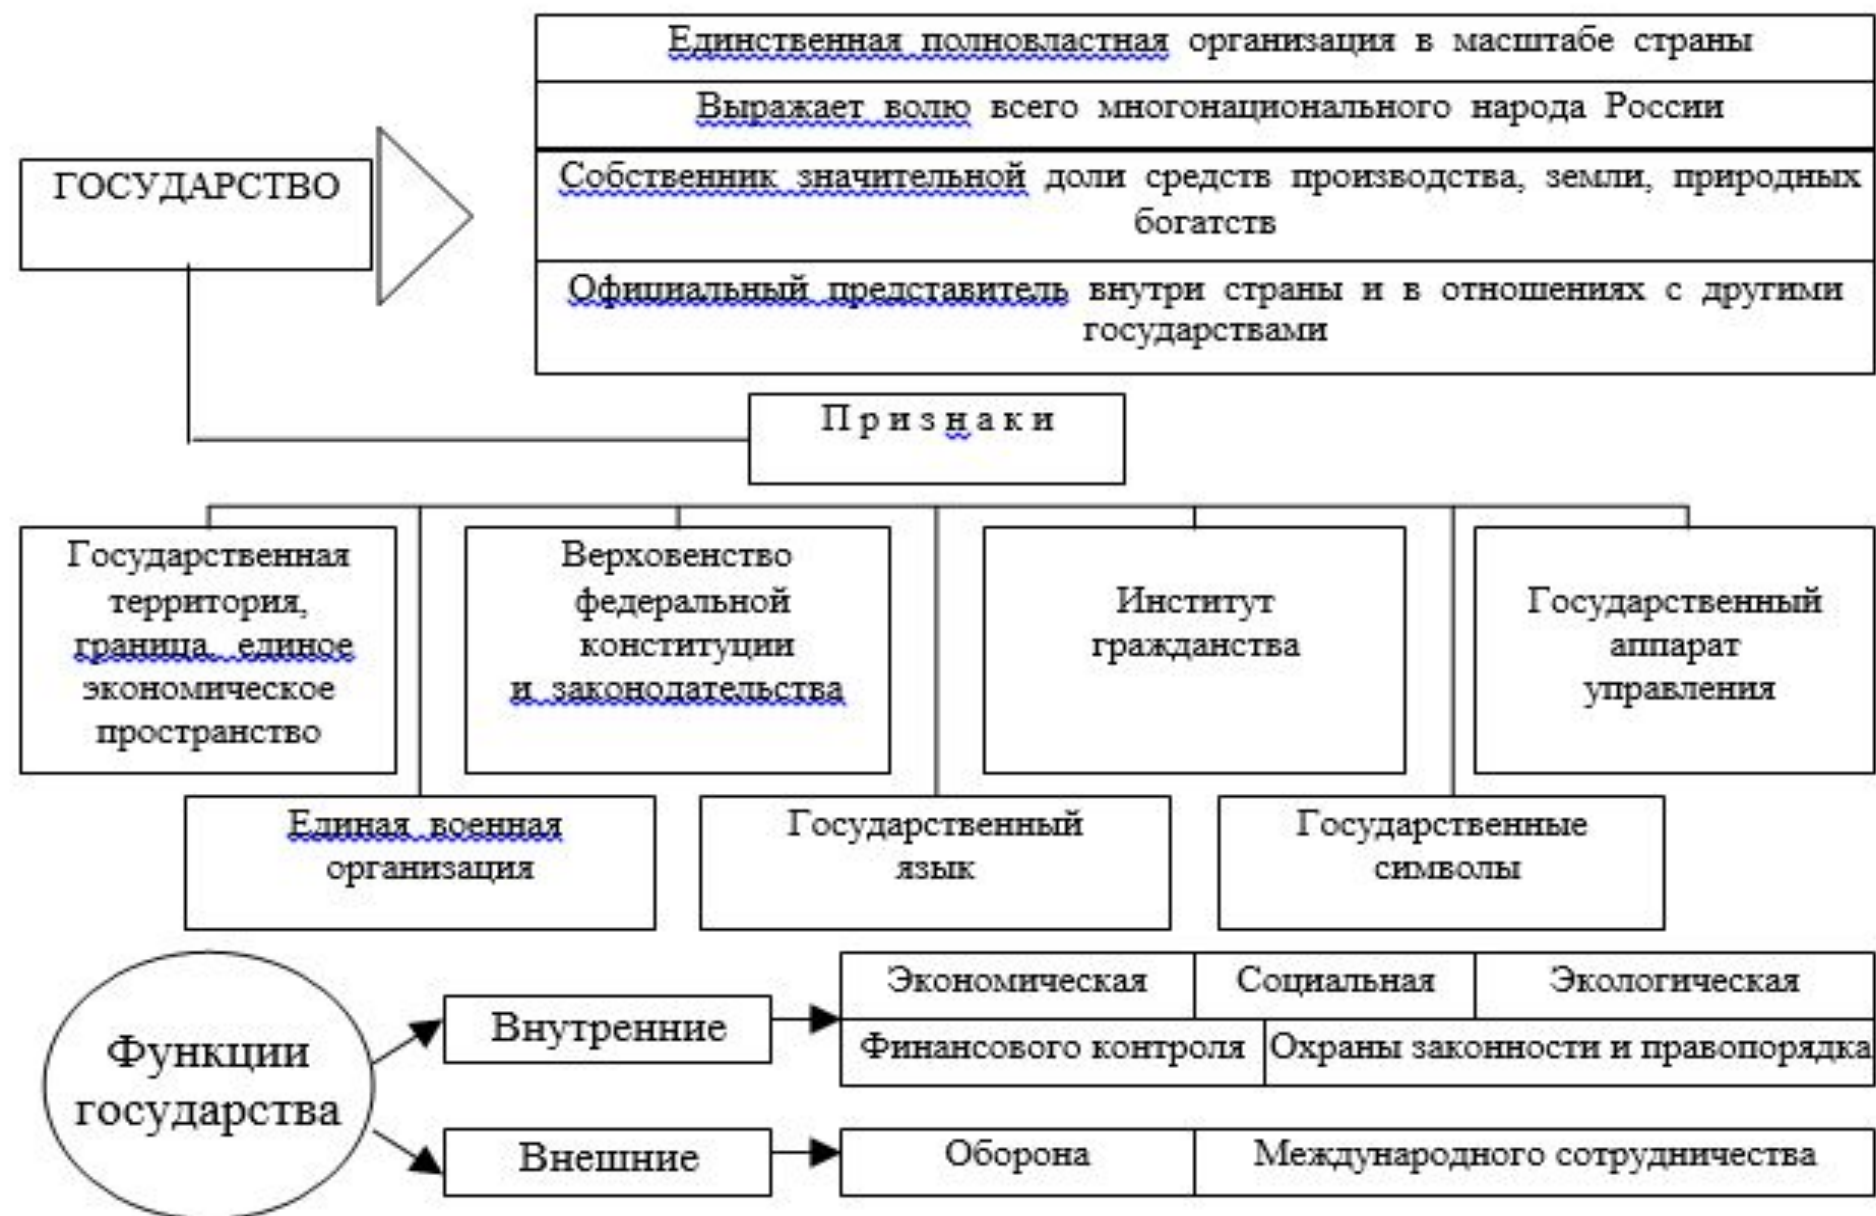 Единственная полновластная организация в масштабе страны
Выражает волю всего многонационального народа России
ГОСУДАРСТВО
Собственник значительной доли средств производства, земли, природных
богатств
Официальный представитель внутри страны и в отношениях с другими
государствами
П р и з н а к и
Государственная
территория,
граница, единое
экономическое
пространство
Верховенство
федеральной
конституции
и законодательства
Институт
гражданства
Государственный
аппарат
управления
Единая военная
организация
Государственный
язык
Государственные
символы
Функции
государства
Внутренние
Экономическая
Социальная
Экологическая
Финансового контроля
Охраны законности и правопорядка
Внешние
Оборона
Международного сотрудничества